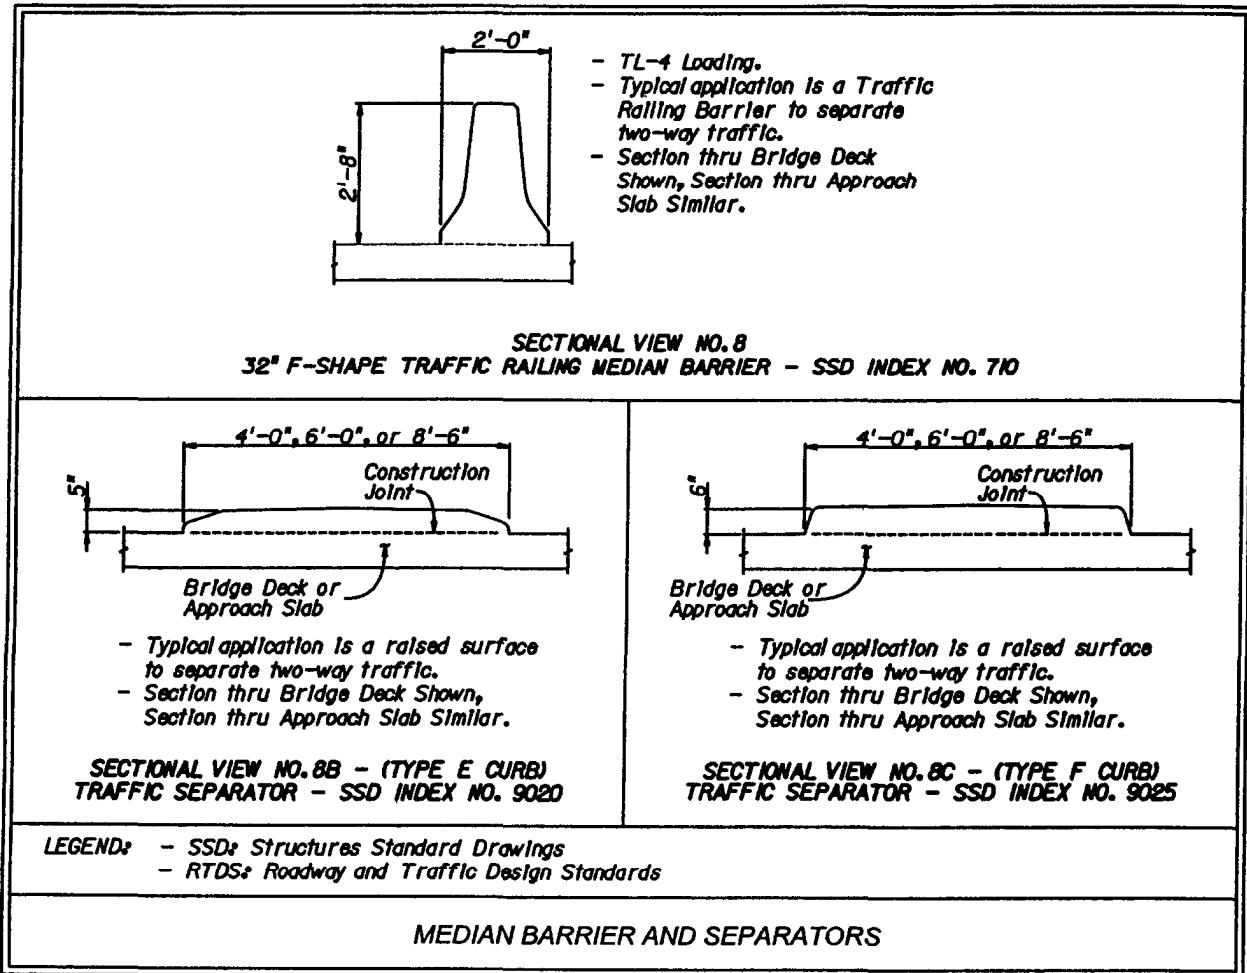 2'-0"
2'-8"
- TL-4 Loading.
- Typical application is a Traffic
Railing Barrier to separate
two-way traffic.
- Section thru Bridge Deck
Shown, Section thru Approach
Slab Similar.
SECTIONAL VIEW NO. 8
32" F-SHAPE TRAFFIC RAILING MEDIAN BARRIER - SSD INDEX NO. 710
4'-0", 6'-0", or 8'-6"
5"
Construction
Joint
Bridge Deck or
Approach Slab
- Typical application is a raised surface
to separate two-way traffic.
- Section thru Bridge Deck Shown,
Section thru Approach Slab Similar.
SECTIONAL VIEW NO. 8B - (TYPE E CURB)
TRAFFIC SEPARATOR - SSD INDEX NO. 9020
4'-0", 6'-0", or 8'-6"
6"
Construction
Joint
Bridge Deck or
Approach Slab
- Typical application is a raised surface
to separate two-way traffic.
- Section thru Bridge Deck Shown,
Section thru Approach Slab Similar.
SECTIONAL VIEW NO. 8C - (TYPE F CURB)
TRAFFIC SEPARATOR - SSD INDEX NO. 9025
LEGEND: - SSD: Structures Standard Drawings
- RTDS: Roadway and Traffic Design Standards
MEDIAN BARRIER AND SEPARATORS